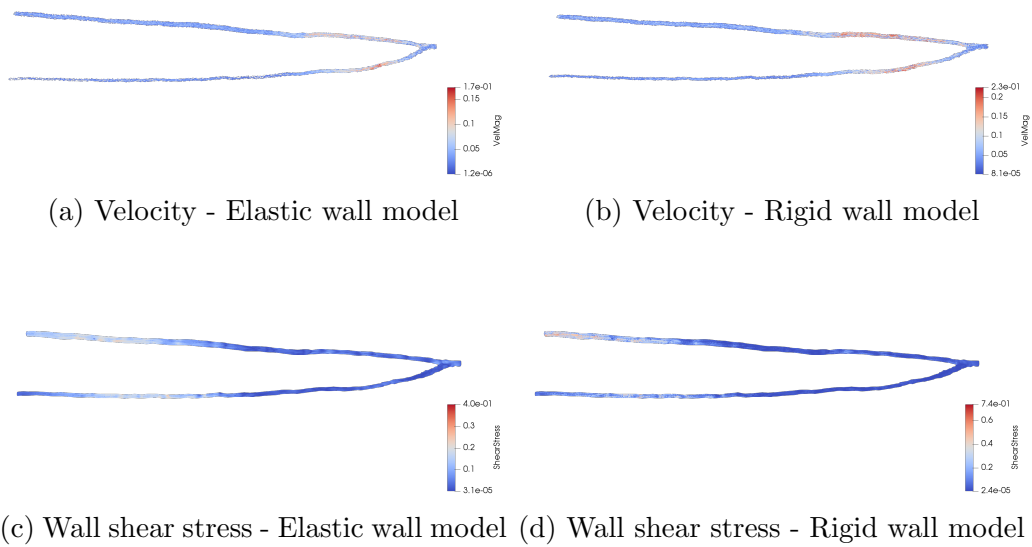 1.7e-01
0.15
0.1
0.05
1.2e-06
VelMag
2.3e-01
0.2
0.15
0.1
0.05
8.1e-05
VelMag
(a) Velocity - Elastic wall model
(b) Velocity - Rigid wall model
4.0e-01
0.3
0.2
0.1
3.1e-05
ShearStress
7.4e-01
0.6
0.4
0.2
2.4e-05
ShearStress
(c) Wall shear stress - Elastic wall model
(d) Wall shear stress - Rigid wall model